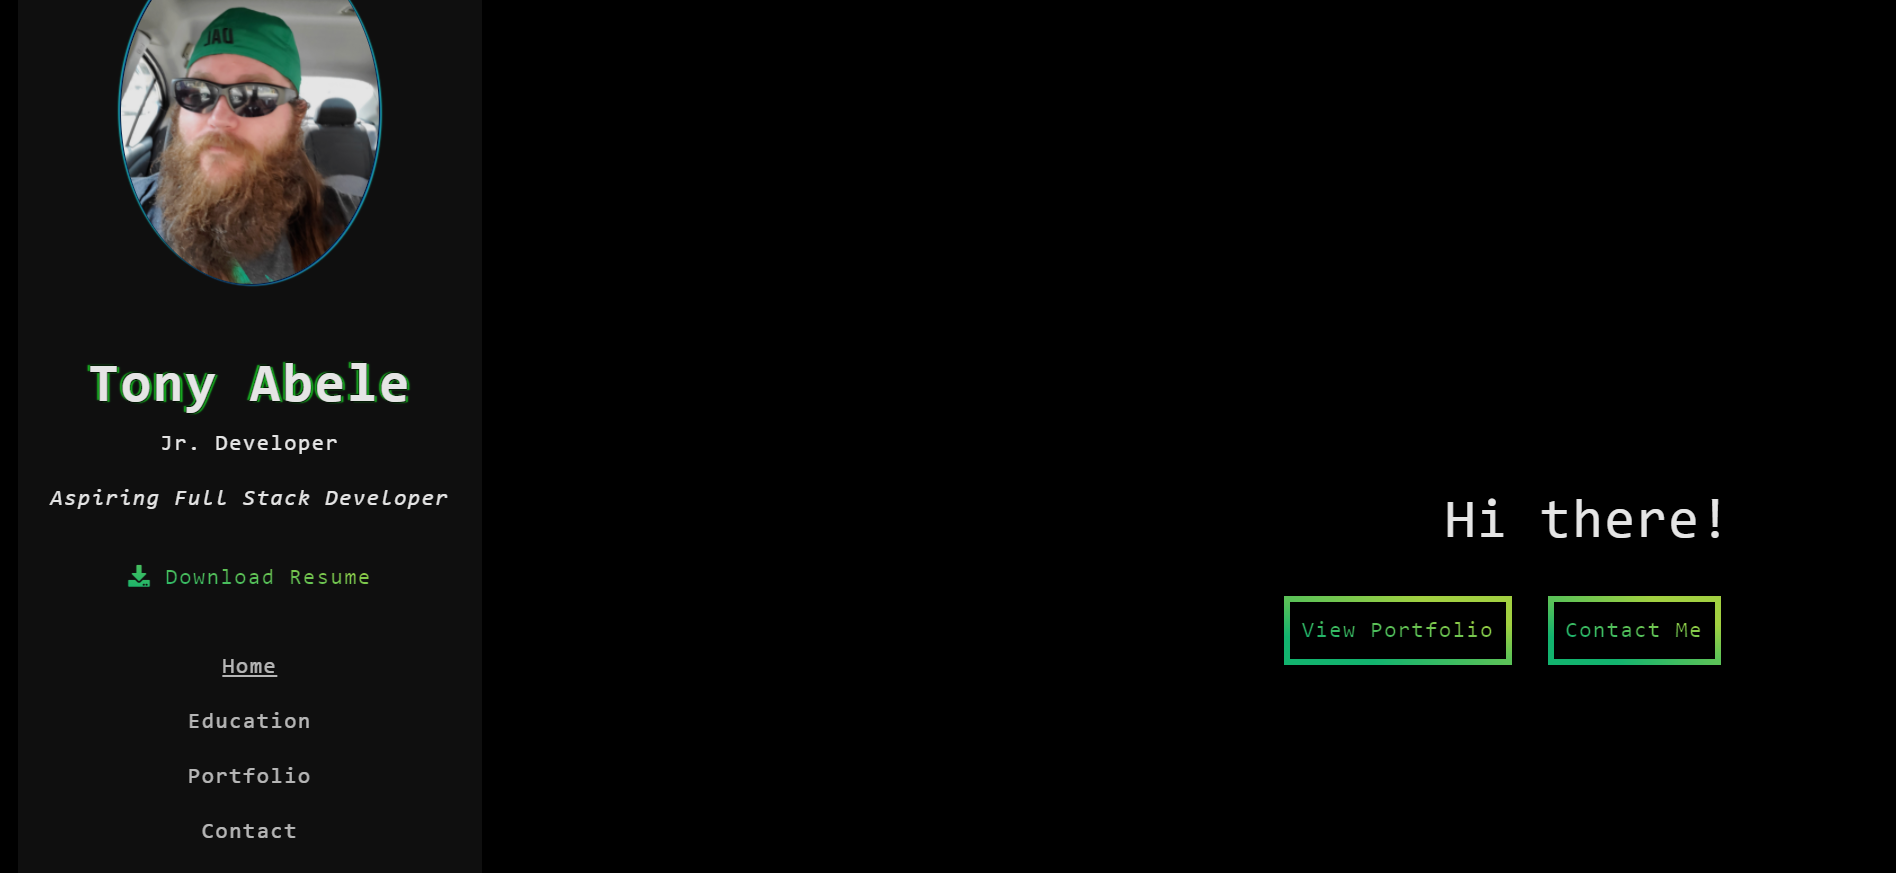 Tony Abele
Jr. Developer
Aspiring Full Stack Developer
Download Resume
Home
Education
Portfolio
Contact
Hi there!
View Portfolio
Contact Me